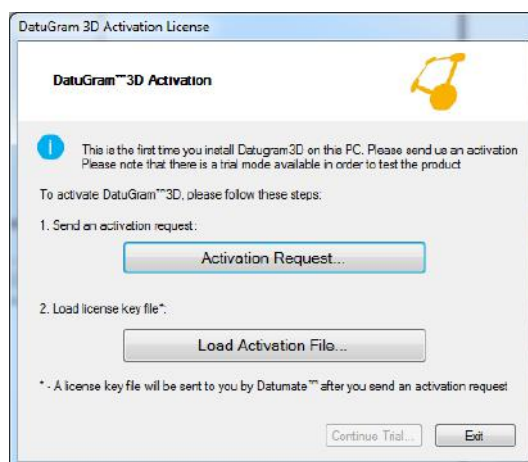 DatuGram 3D Activation License
DatuGram™3D Activation
This is the first time you install Datugram3D on this PC. Please send us an activation
Please note that there is a trial mode available in order to test the product
To activate DatuGram™3D, please follow these steps:
1. Send an activation request:
Activation Request...
2. Load license key file*:
Load Activation File...
* - A license key file will be sent to you by Datumate™ after you send an activation request
Continue Trial...
Exit